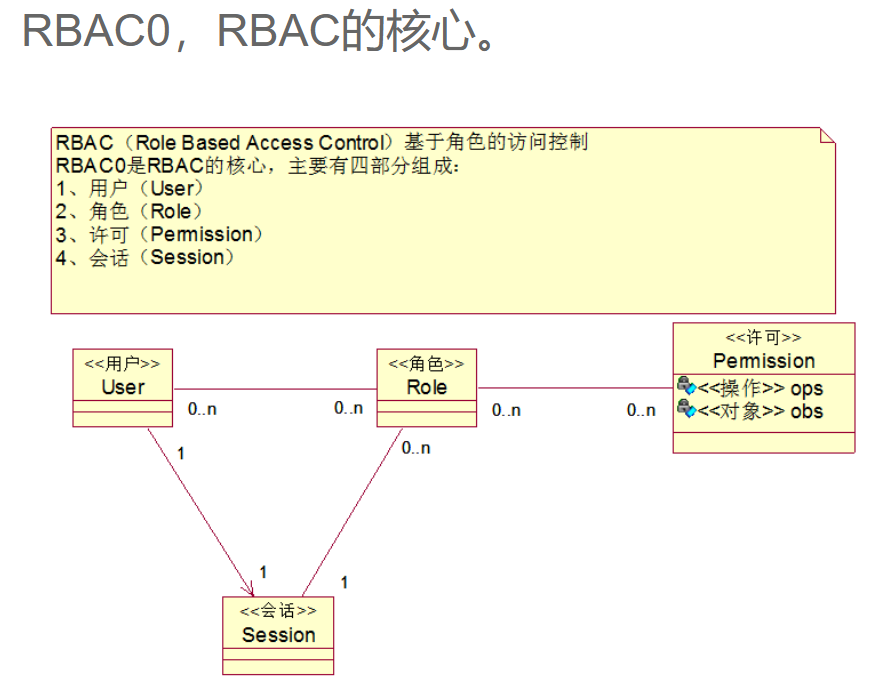 RBAC0，RBAC的核心。
RBAC（Role Based Access Control）基于角色的访问控制
RBAC0是RBAC的核心，主要有四部分组成：
1、用户（User）
2、角色（Role）
3、许可（Permission）
4、会话（Session）
<<用户>>
User
<<角色>>
Role
<<许可>>
Permission
<<操作>> ops
<<对象>> obs
0..n
0..n
0..n
0..n
1
0..n
1
1
<<会话>>
Session